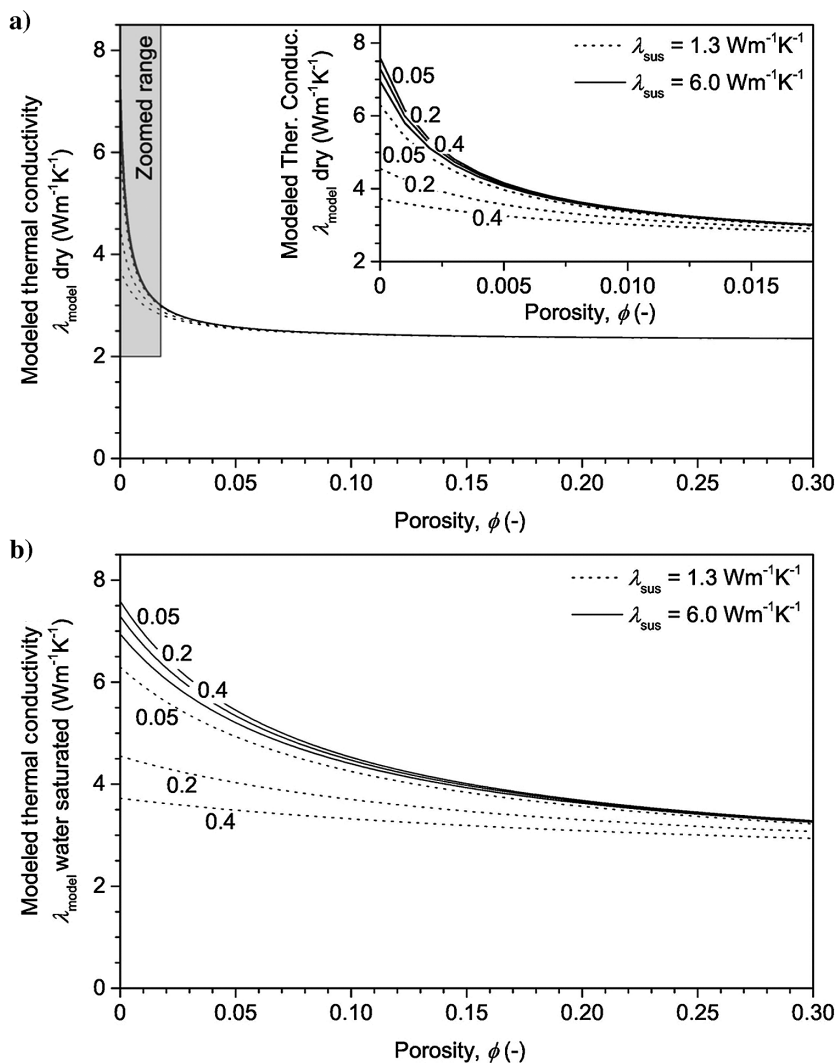 a)
Modeled thermal conductivity
λmodel dry (Wm-1K-1)
8
6
4
2
0
Zoomed range
Modeled Ther. Conduc.
λmodel dry (Wm-1K-1)
8
6
4
2
0.05
0.2
0.4
0.05
0.2
0.4
λsus = 1.3 Wm-1K-1
λsus = 6.0 Wm-1K-1
0 0.005 0.010 0.015
Porosity, ϕ (-)
0 0.05 0.10 0.15 0.20 0.25 0.30
Porosity, ϕ (-)
b)
Modeled thermal conductivity
λmodel water saturated (Wm-1K-1)
8
6
4
2
0
0.05
0.2
0.4
0.05
0.2
0.4
λsus = 1.3 Wm-1K-1
λsus = 6.0 Wm-1K-1
0 0.05 0.10 0.15 0.20 0.25 0.30
Porosity, ϕ (-)